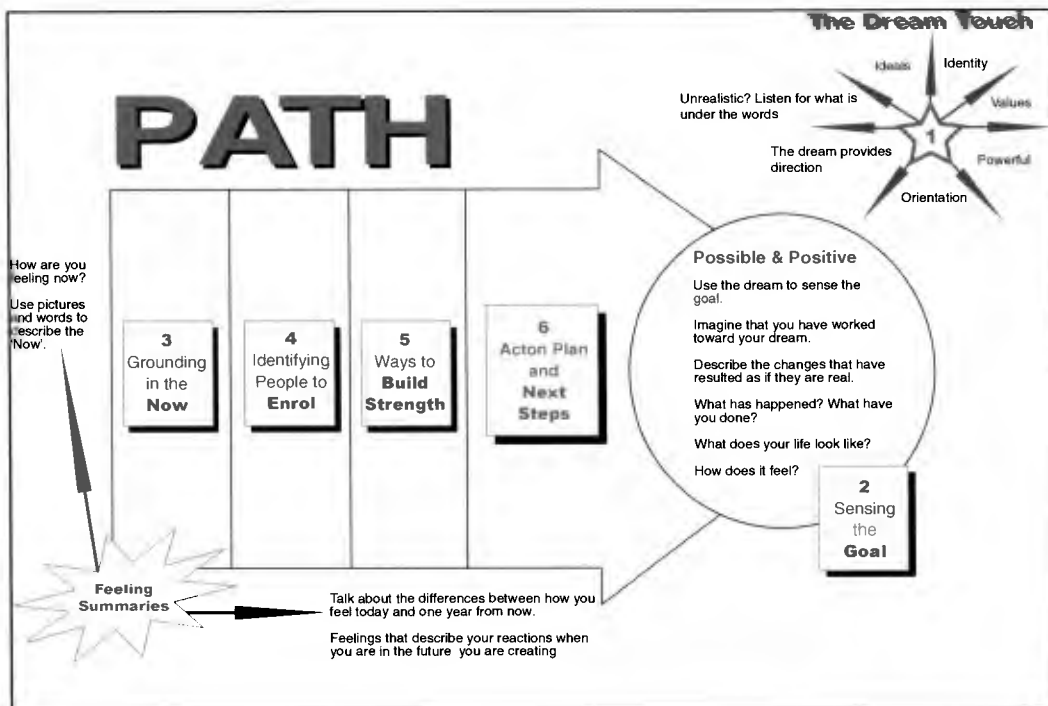 The Dream Touch
Ideals
Identity
Values
Powerful
Orientation
1
Unrealistic? Listen for what is
under the words
The dream provides
direction
PATH
How are you
feeling now?
Use pictures
and words to
describe the
'Now'.
3
Grounding
in the
Now
4
Identifying
People to
Enrol
5
Ways to
Build
Strength
6
Acton Plan
and
Next
Steps
Possible & Positive
Use the dream to sense the
goal.
Imagine that you have worked
toward your dream.
Describe the changes that have
resulted as if they are real.
What has happened? What have
you done?
What does your life look like?
How does it feel?
2
Sensing
the
Goal
Feeling
Summaries
Talk about the differences between how you
feel today and one year from now.
Feelings that describe your reactions when
you are in the future you are creating